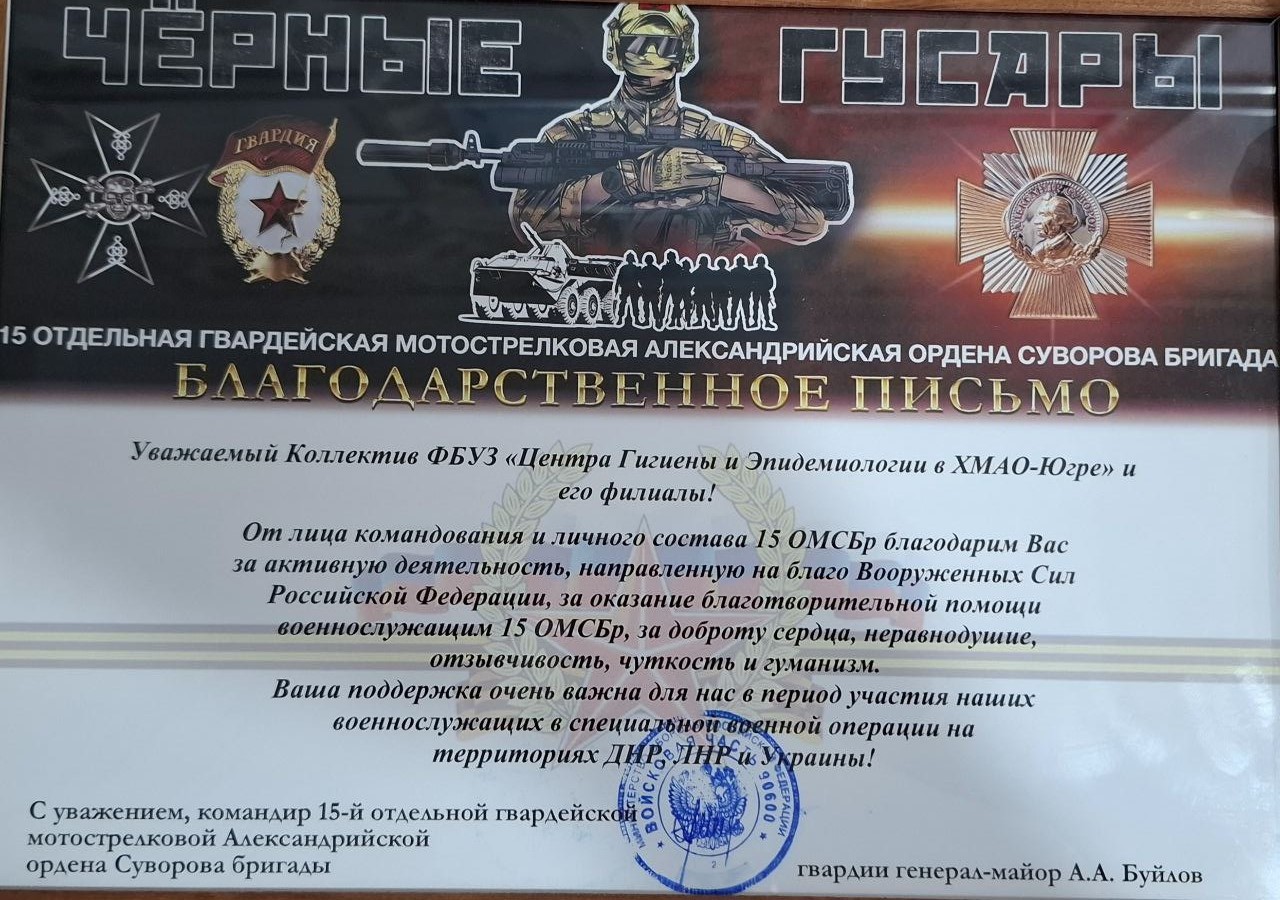 ЧЁРНЫЕ ГУСАРЫ
ГВАРДИЯ
15 ОТДЕЛЬНАЯ ГВАРДЕЙСКАЯ МОТОСТРЕЛКОВАЯ АЛЕКСАНДРИЙСКАЯ ОРДЕНА СУВОРОВА БРИГАДА
БЛАГОДАРСТВЕННОЕ ПИСЬМО
Уважаемый Коллектив ФБУЗ «Центра Гигиены и Эпидемиологии в ХМАО-Югре» и
его филиалы!
От лица командования и личного состава 15 ОМСБр благодарим Вас
за активную деятельность, направленную на благо Вооруженных Сил
Российской Федерации, за оказание благотворительной помощи
военнослужащим 15 ОМСБр, за доброту сердца, неравнодушие,
отзывчивость, чуткость и гуманизм.
Ваша поддержка очень важна для нас в период участия наших
военнослужащих в специальной военной операции на
территориях ДНР, ЛНР и Украины!
ВОЙСКОВАЯ ЧАСТЬ 90600
С уважением, командир 15-й отдельной гвардейской
мотострелковой Александрийской
ордена Суворова бригады
гвардии генерал-майор А.А. Буйлов